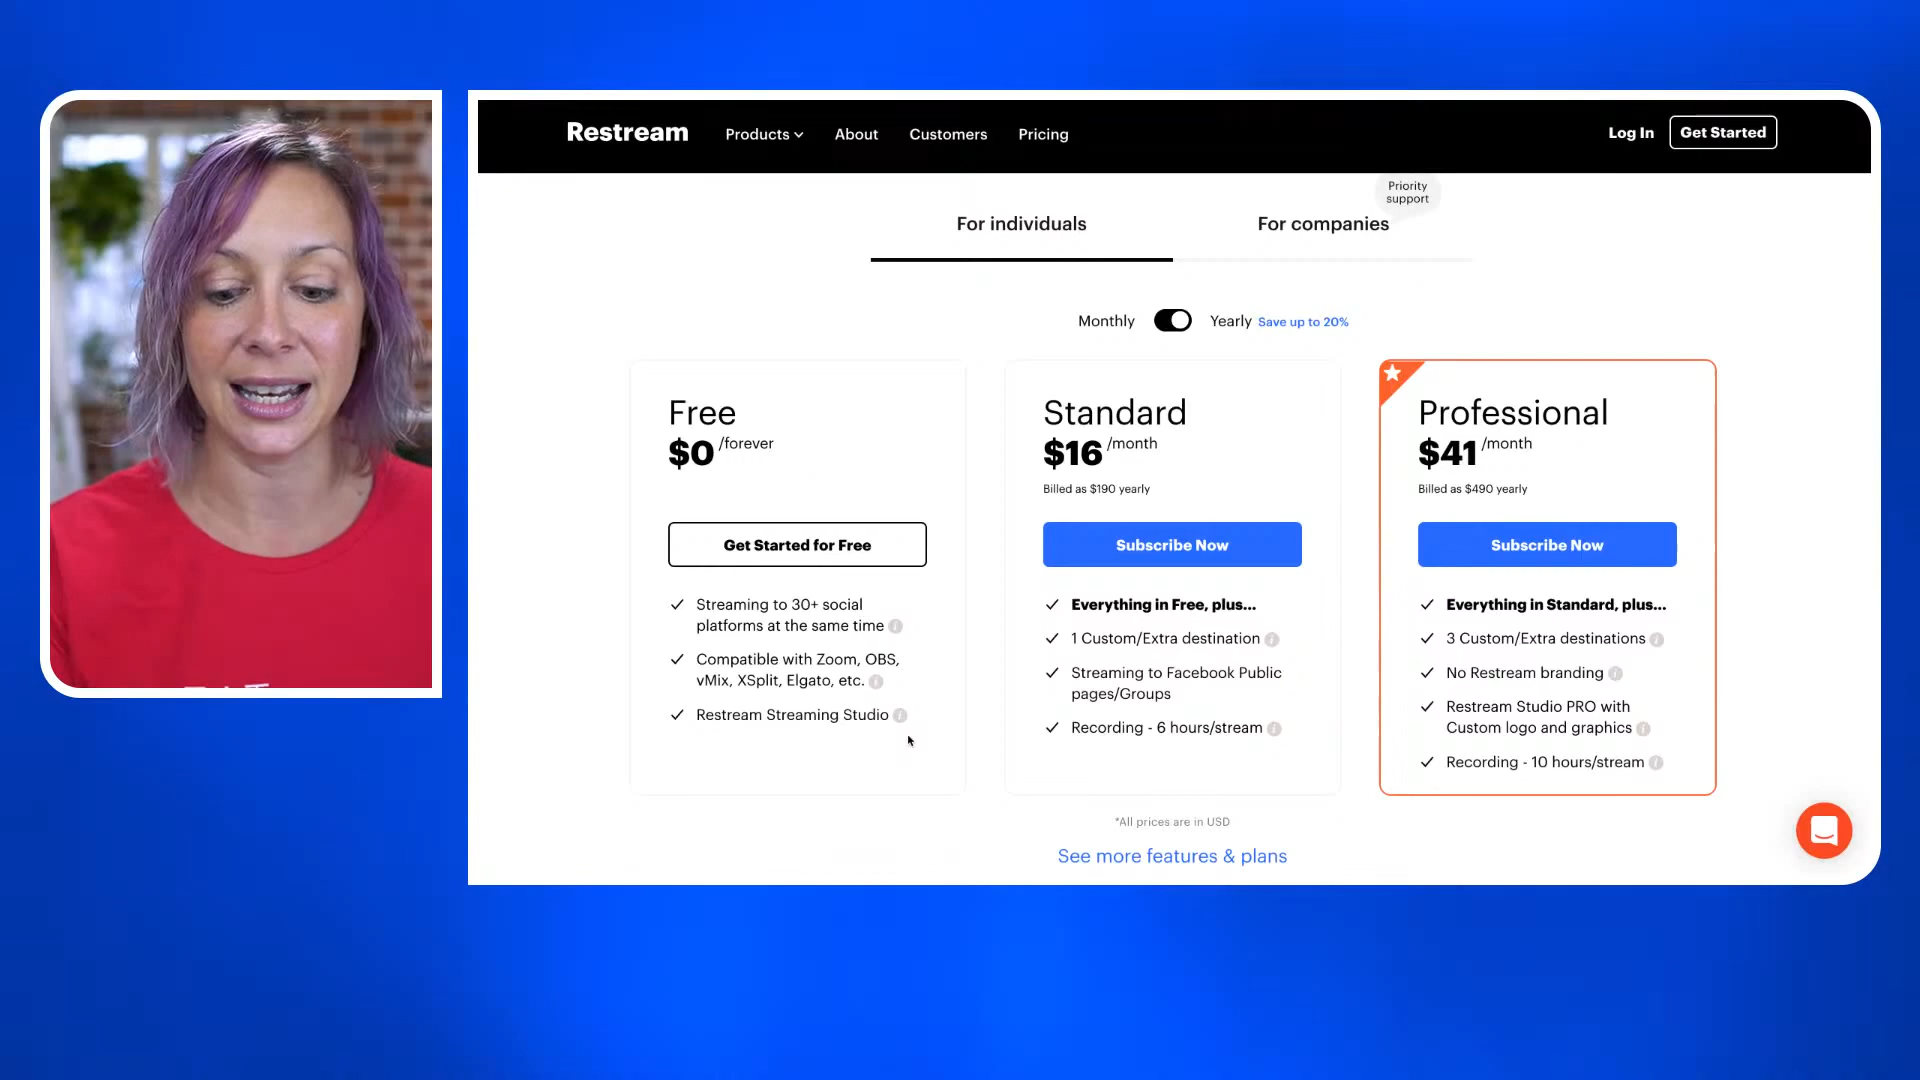 Restream
Products
About
Customers
Pricing
Log In
Get Started
Priority
support
For individuals
For companies
Monthly
Yearly
Save up to 20%
Free
$0 /forever
Get Started for Free
Streaming to 30+ social
platforms at the same time
Compatible with Zoom, OBS,
vMix, XSplit, Elgato, etc.
Restream Streaming Studio
Standard
$16 /month
Billed as $190 yearly
Subscribe Now
Everything in Free, plus...
1 Custom/Extra destination
Streaming to Facebook Public
pages/Groups
Recording - 6 hours/stream
Professional
$41 /month
Billed as $490 yearly
Subscribe Now
Everything in Standard, plus...
3 Custom/Extra destinations
No Restream branding
Restream Studio PRO with
Custom logo and graphics
Recording - 10 hours/stream
*All prices are in USD
See more features & plans